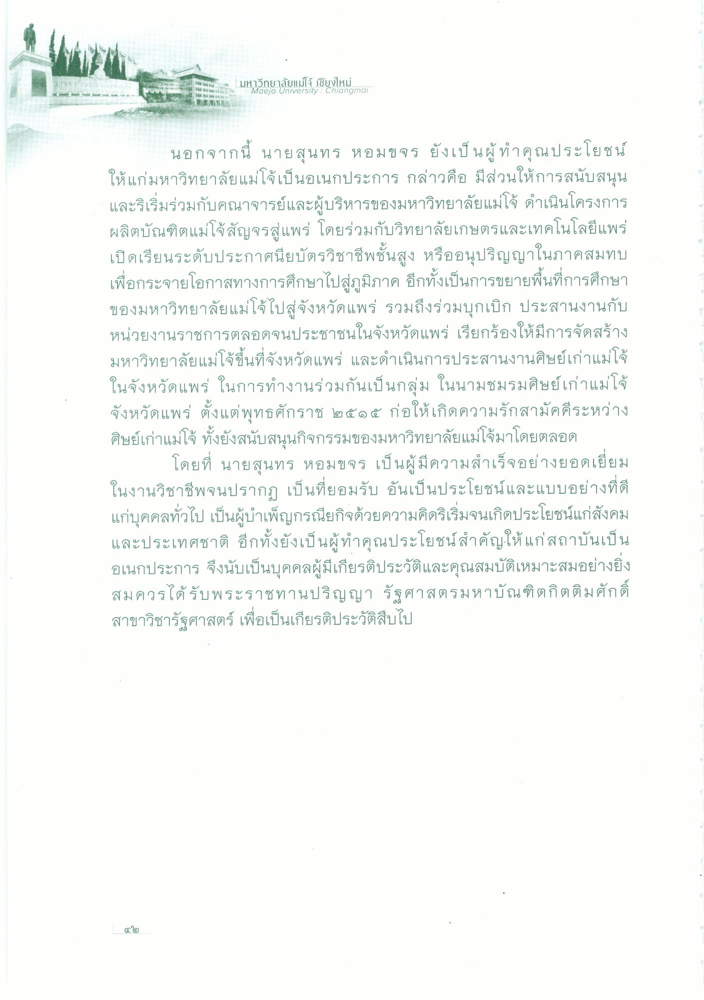 มหาวิทยาลัยแม่โจ้ เชียงใหม่
Maejo University : Chiangmai
นอกจากนี้ นายสุนทร หอมขจร ยังเป็นผู้ทำคุณประโยชน์
ให้แก่มหาวิทยาลัยแม่โจ้เป็นอเนกประการ กล่าวคือ มีส่วนให้การสนับสนุน
และริเริ่มร่วมกับคณาจารย์และผู้บริหารของมหาวิทยาลัยแม่โจ้ ดำเนินโครงการ
ผลิตบัณฑิตแม่โจ้สัญจรสู่แพร่ โดยร่วมกับวิทยาลัยเกษตรและเทคโนโลยีแพร่
เปิดเรียนระดับประกาศนียบัตรวิชาชีพชั้นสูง หรืออนุปริญญาในภาคสมทบ
เพื่อกระจายโอกาสทางการศึกษาไปสู่ภูมิภาค อีกทั้งเป็นการขยายพื้นที่การศึกษา
ของมหาวิทยาลัยแม่โจ้ไปสู่จังหวัดแพร่ รวมถึงร่วมบุกเบิก ประสานงานกับ
หน่วยงานราชการตลอดจนประชาชนในจังหวัดแพร่ เรียกร้องให้มีการจัดสร้าง
มหาวิทยาลัยแม่โจ้ขึ้นที่จังหวัดแพร่ และดำเนินการประสานงานศิษย์เก่าแม่โจ้
ในจังหวัดแพร่ ในการทำงานร่วมกันเป็นกลุ่ม ในนามชมรมศิษย์เก่าแม่โจ้
จังหวัดแพร่ ตั้งแต่พุทธศักราช ๒๕๑๕ ก่อให้เกิดความรักสามัคคีระหว่าง
ศิษย์เก่าแม่โจ้ ทั้งยังสนับสนุนกิจกรรมของมหาวิทยาลัยแม่โจ้มาโดยตลอด
โดยที่ นายสุนทร หอมขจร เป็นผู้มีความสำเร็จอย่างยอดเยี่ยม
ในงานวิชาชีพจนปรากฏ เป็นที่ยอมรับ อันเป็นประโยชน์และแบบอย่างที่ดี
แก่บุคคลทั่วไป เป็นผู้บำเพ็ญกรณียกิจด้วยความคิดริเริ่มจนเกิดประโยชน์แก่สังคม
และประเทศชาติ อีกทั้งยังเป็นผู้ทำคุณประโยชน์สำคัญให้แก่สถาบันเป็น
อเนกประการ จึงนับเป็นบุคคลผู้มีเกียรติประวัติและคุณสมบัติเหมาะสมอย่างยิ่ง
สมควรได้รับพระราชทานปริญญา รัฐศาสตรมหาบัณฑิตกิตติมศักดิ์
สาขาวิชารัฐศาสตร์ เพื่อเป็นเกียรติประวัติสืบไป
๔๒